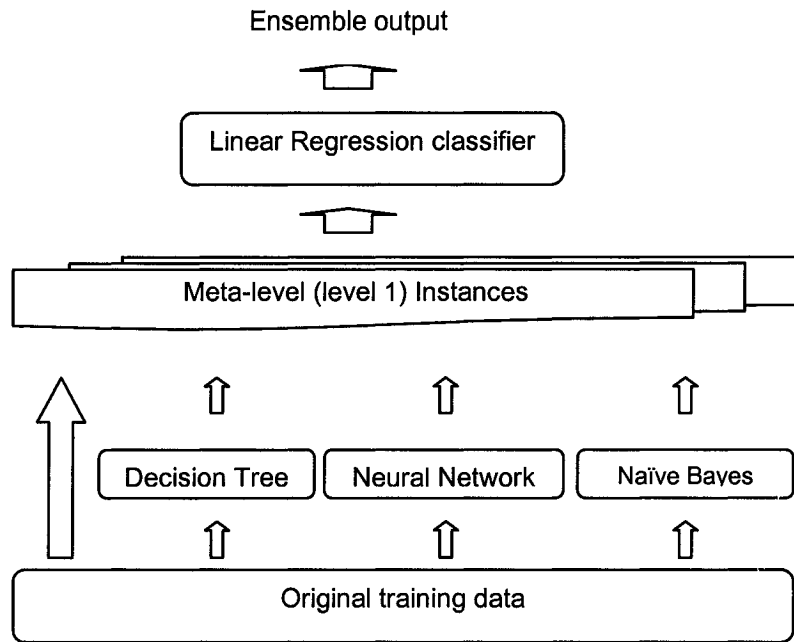 Ensemble output
Linear Regression classifier
Meta-level (level 1) Instances
Decision Tree
Neural Network
Naïve Bayes
Original training data